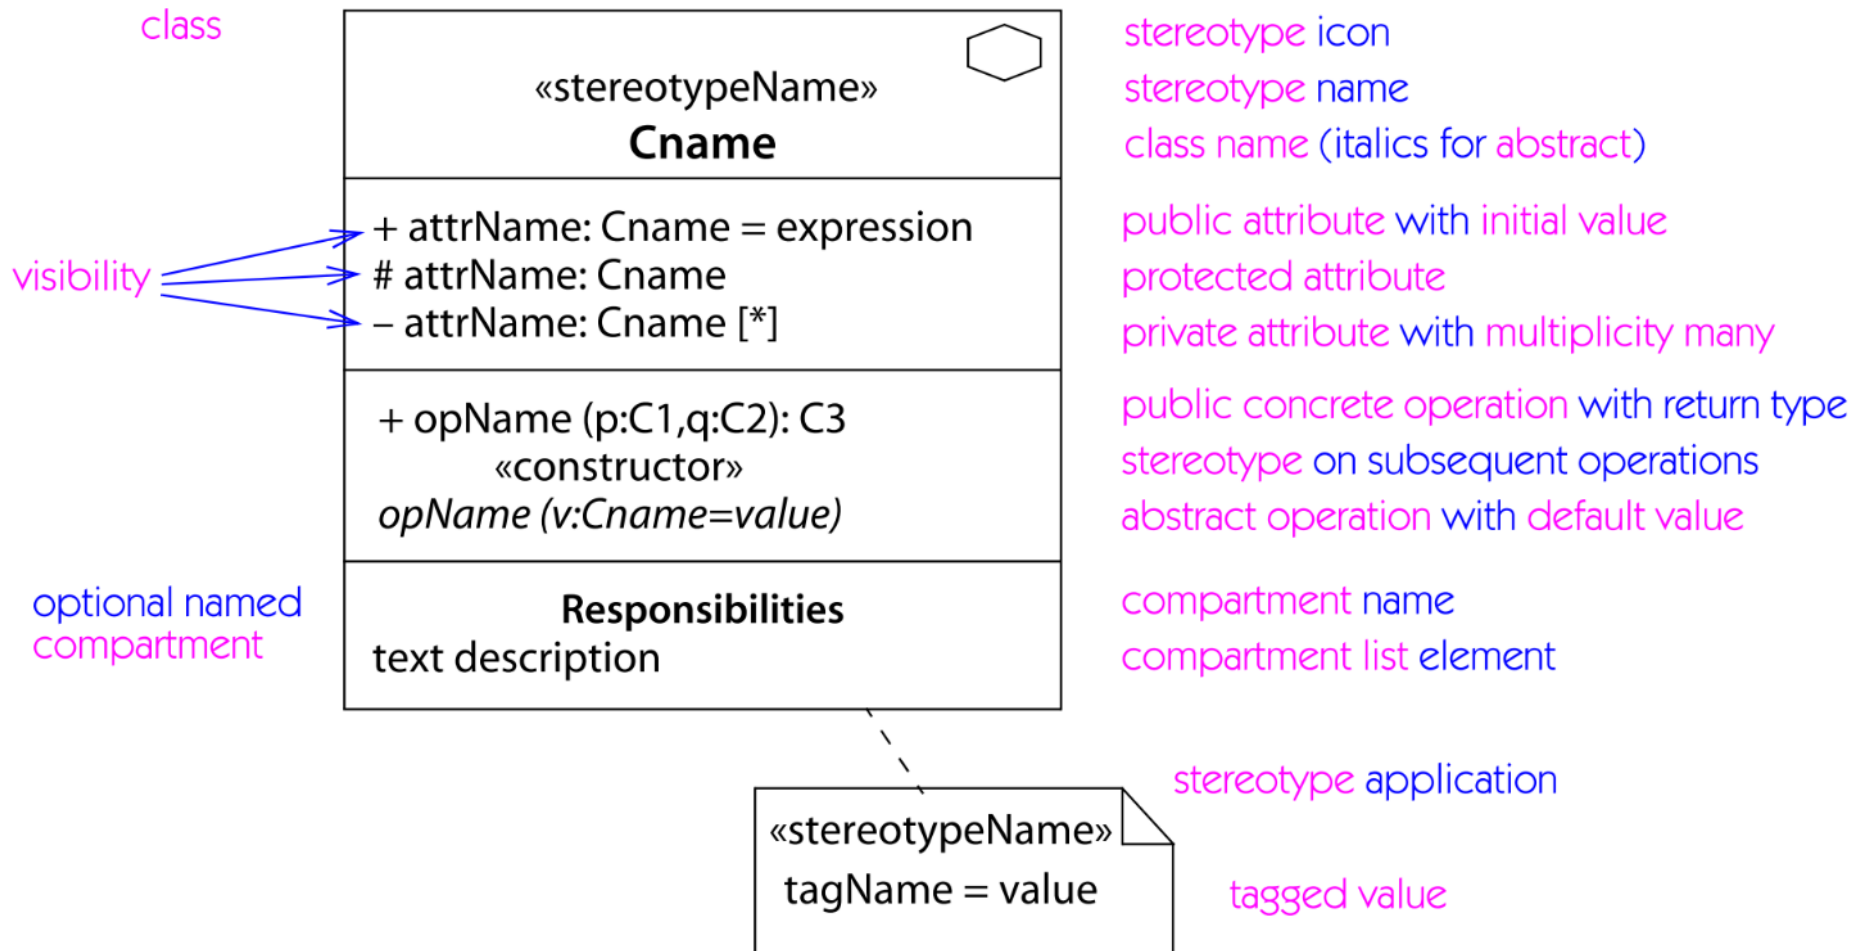 class
stereotype icon
«stereotypeName»
stereotype name
Cname
class name (italics for abstract)
+ attrName: Cname = expression
public attribute with initial value
visibility
# attrName: Cname
protected attribute
– attrName: Cname [*]
private attribute with multiplicity many
+ opName (p:C1,q:C2): C3
public concrete operation with return type
«constructor»
stereotype on subsequent operations
opName (v:Cname=value)
abstract operation with default value
optional named
compartment
Responsibilities
compartment name
text description
compartment list element
stereotype application
«stereotypeName»
tagName = value
tagged value